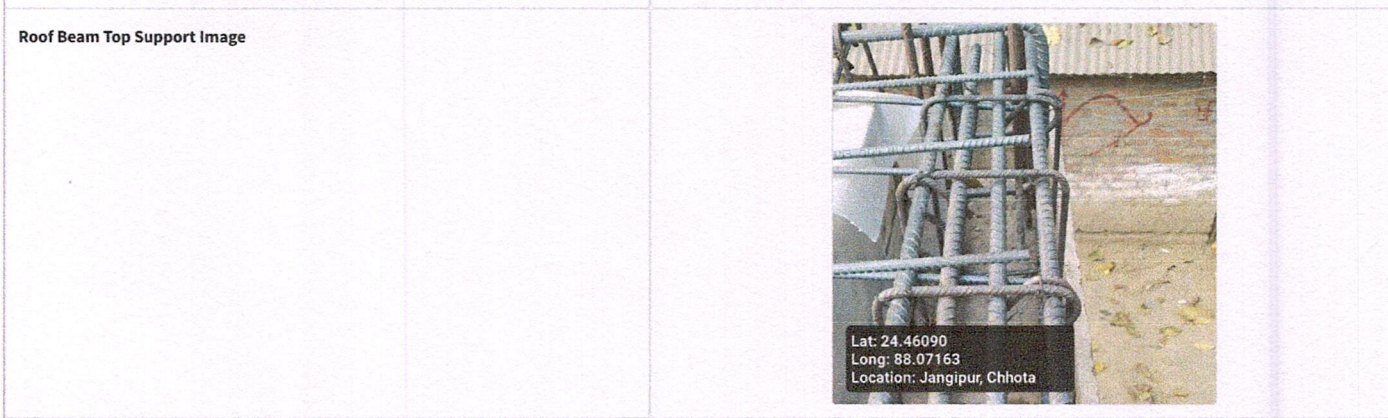 Roof Beam Top Support Image
Lat: 24.46090
Long: 88.07163
Location: Jangipur, Chhota